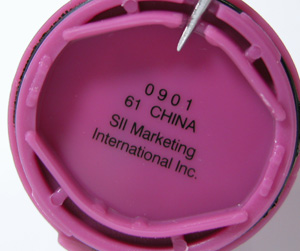 0901
61 CHINA
SII Marketing
International Inc.